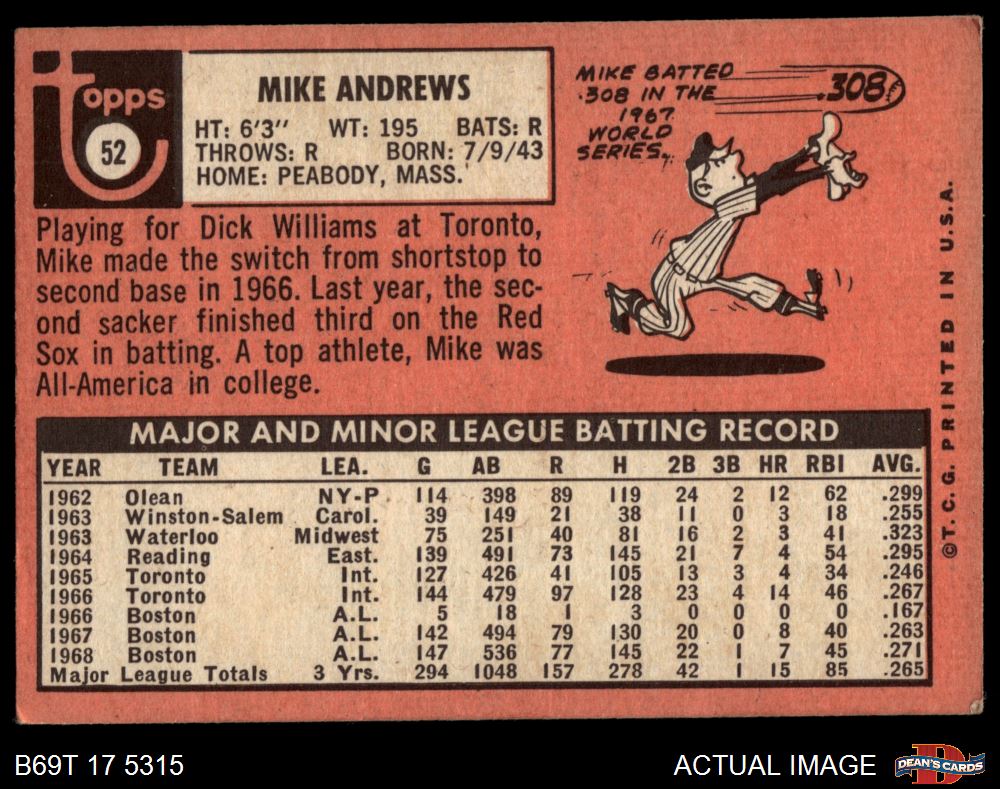 topps
52
MIKE ANDREWS
HT: 6'3" WT: 195 BATS: R
THROWS: R BORN: 7/9/43
HOME: PEABODY, MASS.
MIKE BATTED
.308 IN THE
1967
WORLD
SERIES.
.308
Playing for Dick Williams at Toronto,
Mike made the switch from shortstop to
second base in 1966. Last year, the sec-
ond sacker finished third on the Red
Sox in batting. A top athlete, Mike was
All-America in college.
MAJOR AND MINOR LEAGUE BATTING RECORD
YEAR TEAM LEA. G AB R H 2B 3B HR RBI AVG.
1962 Olean NY-P 114 398 89 119 24 2 12 62 .299
1963 Winston-Salem Carol. 39 149 21 38 11 0 3 18 .255
1963 Waterloo Midwest 75 251 40 81 16 2 3 41 .323
1964 Reading East. 139 491 73 145 21 7 4 54 .295
1965 Toronto Int. 127 426 41 105 13 3 4 34 .246
1966 Toronto Int. 144 479 97 128 23 4 14 46 .267
1966 Boston A.L. 5 18 1 3 0 0 0 0 .167
1967 Boston A.L. 142 494 79 130 20 0 8 40 .263
1968 Boston A.L. 147 536 77 145 22 1 7 45 .271
Major League Totals 3 Yrs. 294 1048 157 278 42 1 15 85 .265
©T.C.G. PRINTED IN U.S.A.
B69T 17 5315
ACTUAL IMAGE
D
DEAN'S CARDS